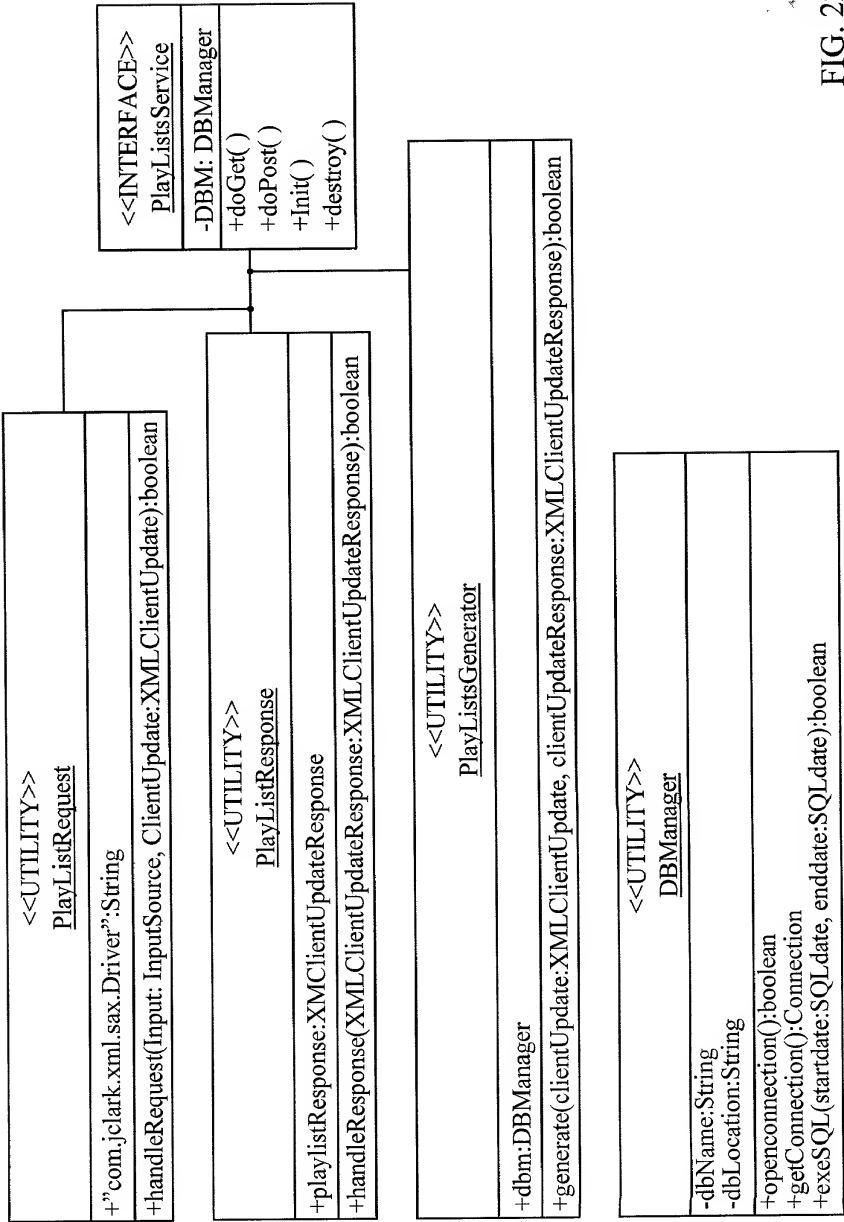 <<UTILITY>>
PlayListRequest
+"com.jclark.xml.sax.Driver":String
+handleRequest(Input: InputSource, ClientUpdate:XMLClientUpdate):boolean
<<UTILITY>>
PlayListResponse
+playlistResponse:XMClientUpdateResponse
+handleResponse(XMLClientUpdateResponse:XMLClientUpdateResponse):boolean
<<INTERFACE>>
PlayListsService
-DBM: DBManager
+doGet( )
+doPost( )
+Init( )
+destroy( )
<<UTILITY>>
PlayListsGenerator
+dbm:DBManager
+generate(clientUpdate:XMLClientUpdate, clientUpdateResponse:XMLClientUpdateResponse):boolean
<<UTILITY>>
DBManager
-dbName:String
-dbLocation:String
+openconnection():boolean
+getConnection():Connection
+exeSQL(startdate:SQLdate, enddate:SQLdate):boolean
FIG.